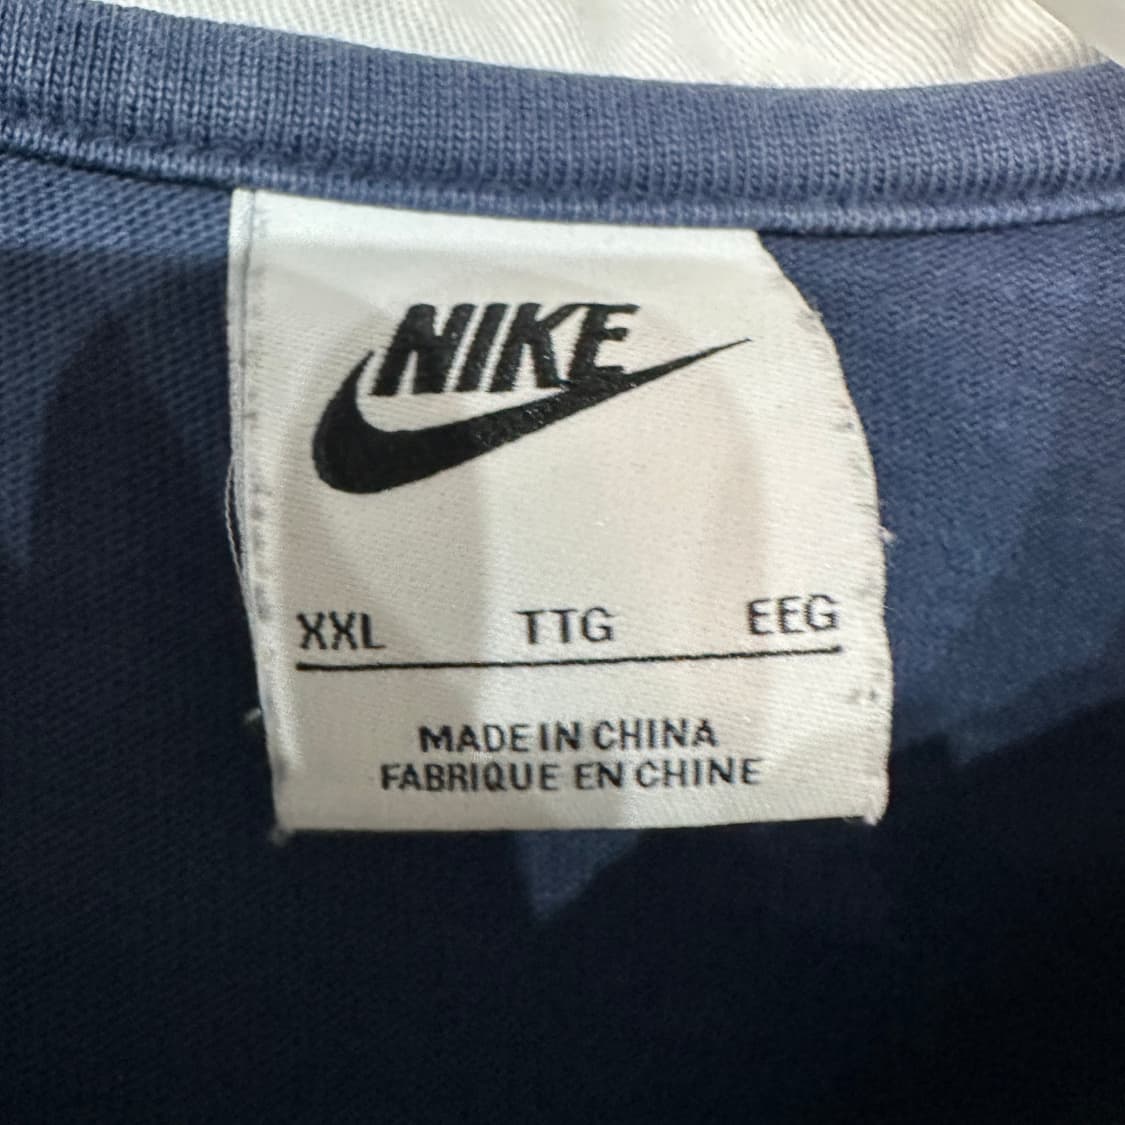 NIKE
XXL TTG EEG
MADE IN CHINA
FABRIQUE EN CHINE